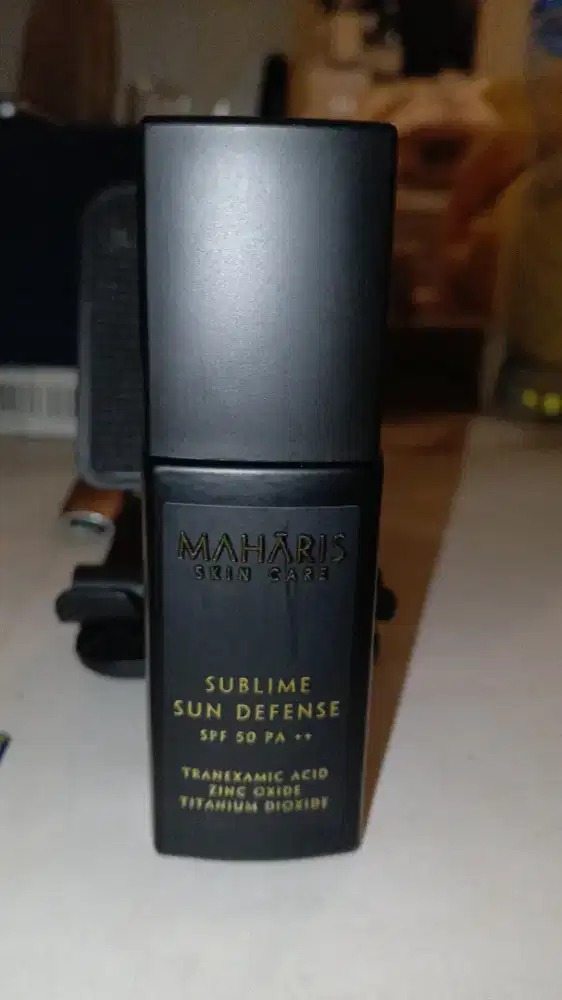 MAHĀRIS
SKIN CARE
SUBLIME
SUN DEFENSE
SPF 50 PA ++
TRANEXAMIC ACID
ZINC OXIDE
TITANIUM DIOXIDE